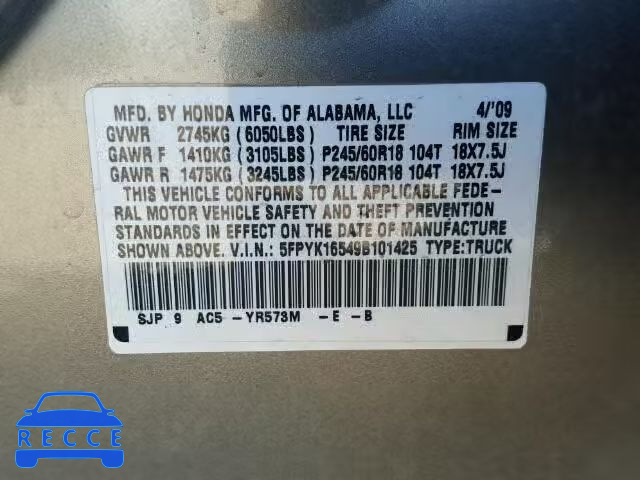 MFD. BY HONDA MFG. OF ALABAMA, LLC 4/'09
GVWR 2745KG (6050LBS) TIRE SIZE RIM SIZE
GAWR F 1410KG (3105LBS) P245/60R18 104T 18X7.5J
GAWR R 1475KG (3245LBS) P245/60R18 104T 18X7.5J
THIS VEHICLE CONFORMS TO ALL APPLICABLE FEDE-
RAL MOTOR VEHICLE SAFETY AND THEFT PREVENTION
STANDARDS IN EFFECT ON THE DATE OF MANUFACTURE
SHOWN ABOVE. V.I.N.: 5FPYK16549B101425 TYPE:TRUCK
SJP 9 AC5 -YR573M -E -B
RECCE